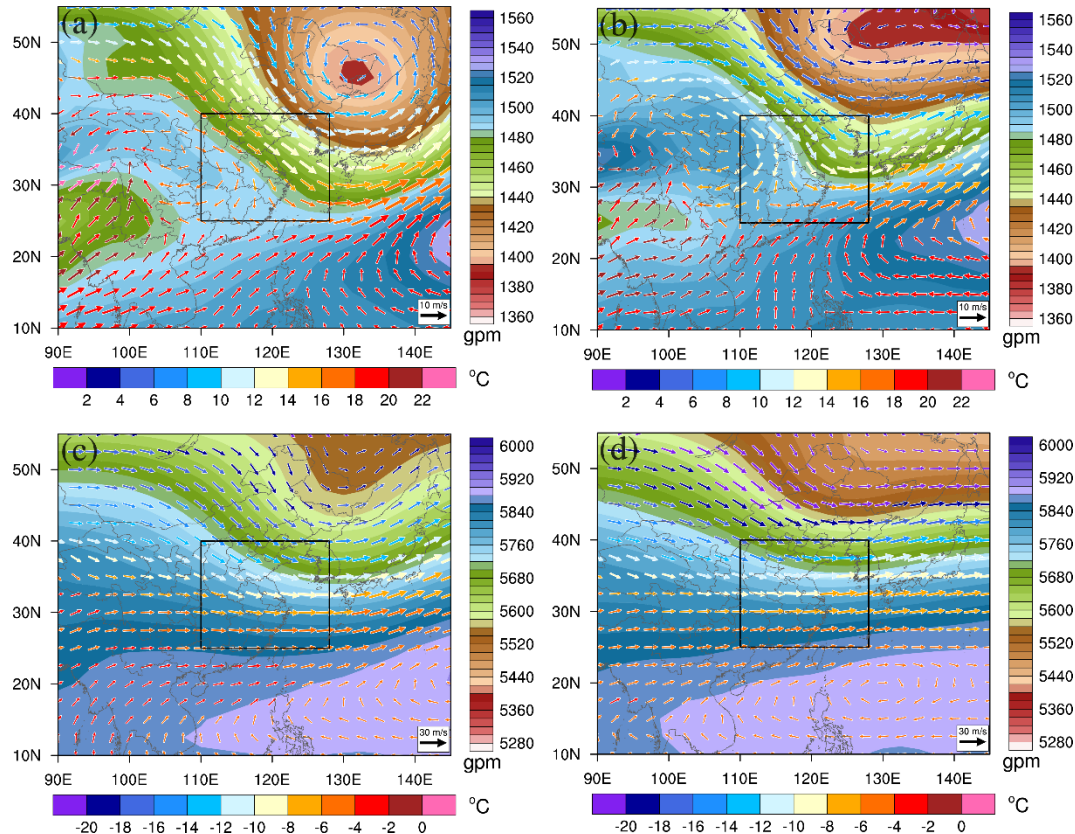 (a)
50N
40N
30N
20N
10N
90E 100E 110E 120E 130E 140E
10 m/s
1560
1540
1520
1500
1480
1460
1440
1420
1400
1380
1360
gpm
2 4 6 8 10 12 14 16 18 20 22
°C
(b)
50N
40N
30N
20N
10N
90E 100E 110E 120E 130E 140E
10 m/s
1560
1540
1520
1500
1480
1460
1440
1420
1400
1380
1360
gpm
2 4 6 8 10 12 14 16 18 20 22
°C
(c)
50N
40N
30N
20N
10N
90E 100E 110E 120E 130E 140E
30 m/s
6000
5920
5840
5760
5680
5600
5520
5440
5360
5280
gpm
-20 -18 -16 -14 -12 -10 -8 -6 -4 -2 0
°C
(d)
50N
40N
30N
20N
10N
90E 100E 110E 120E 130E 140E
30 m/s
6000
5920
5840
5760
5680
5600
5520
5440
5360
5280
gpm
-20 -18 -16 -14 -12 -10 -8 -6 -4 -2 0
°C